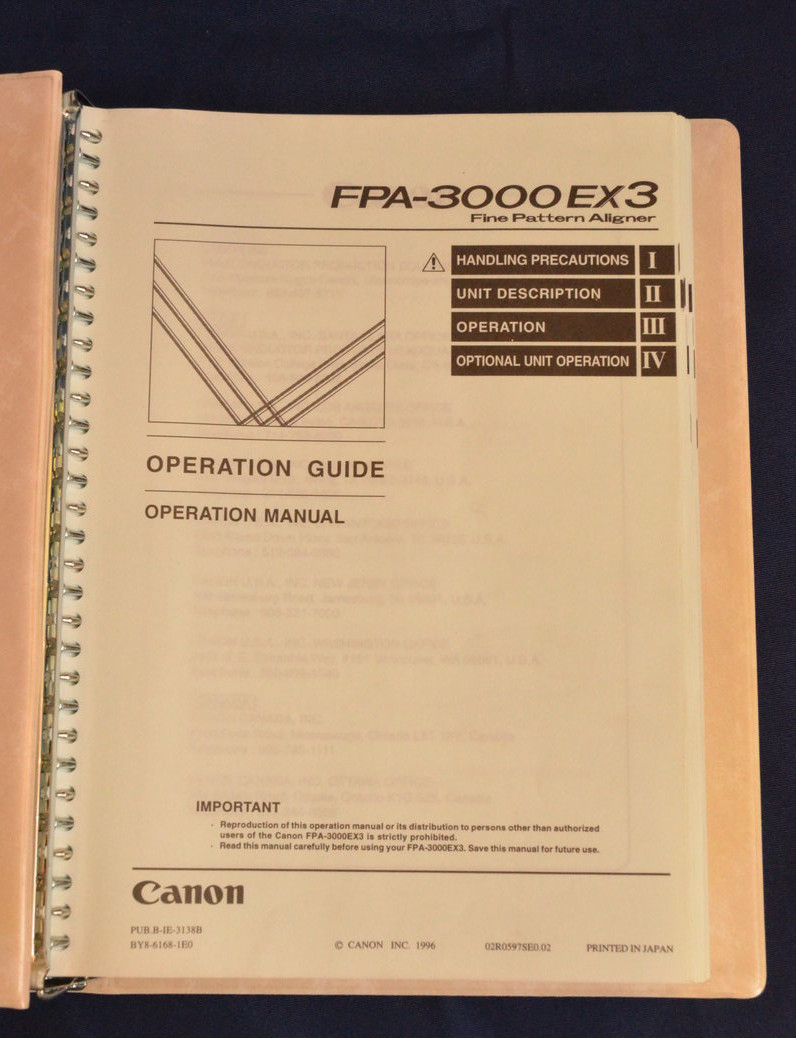 FPA-3000EX3
Fine Pattern Aligner
HANDLING PRECAUTIONS I
UNIT DESCRIPTION II
OPERATION III
OPTIONAL UNIT OPERATION IV
OPERATION GUIDE
OPERATION MANUAL
IMPORTANT
· Reproduction of this operation manual or its distribution to persons other than authorized
users of the Canon FPA-3000EX3 is strictly prohibited.
· Read this manual carefully before using your FPA-3000EX3. Save this manual for future use.
Canon
PUB.B-IE-3138B
BY8-6168-1E0 © CANON INC. 1996 02R0597SE0.02 PRINTED IN JAPAN